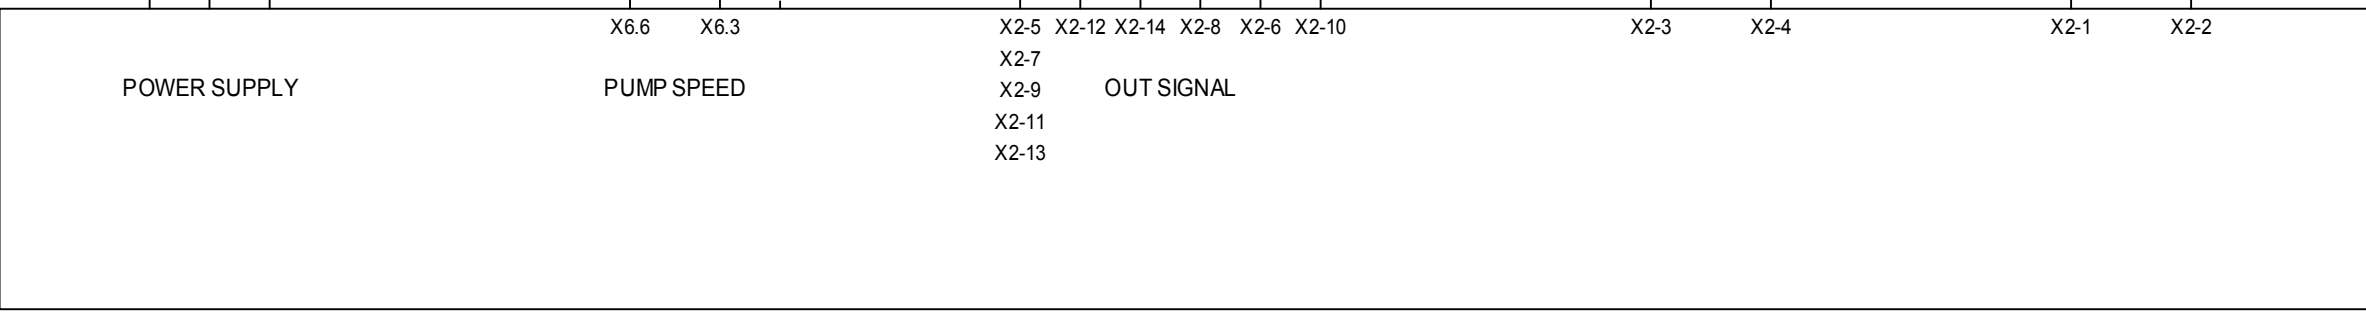 X6.6 X6.3 X2-5 X2-12 X2-14 X2-8 X2-6 X2-10 X2-3 X2-4 X2-1 X2-2
X2-7
POWER SUPPLY PUMP SPEED X2-9 OUT SIGNAL
X2-11
X2-13